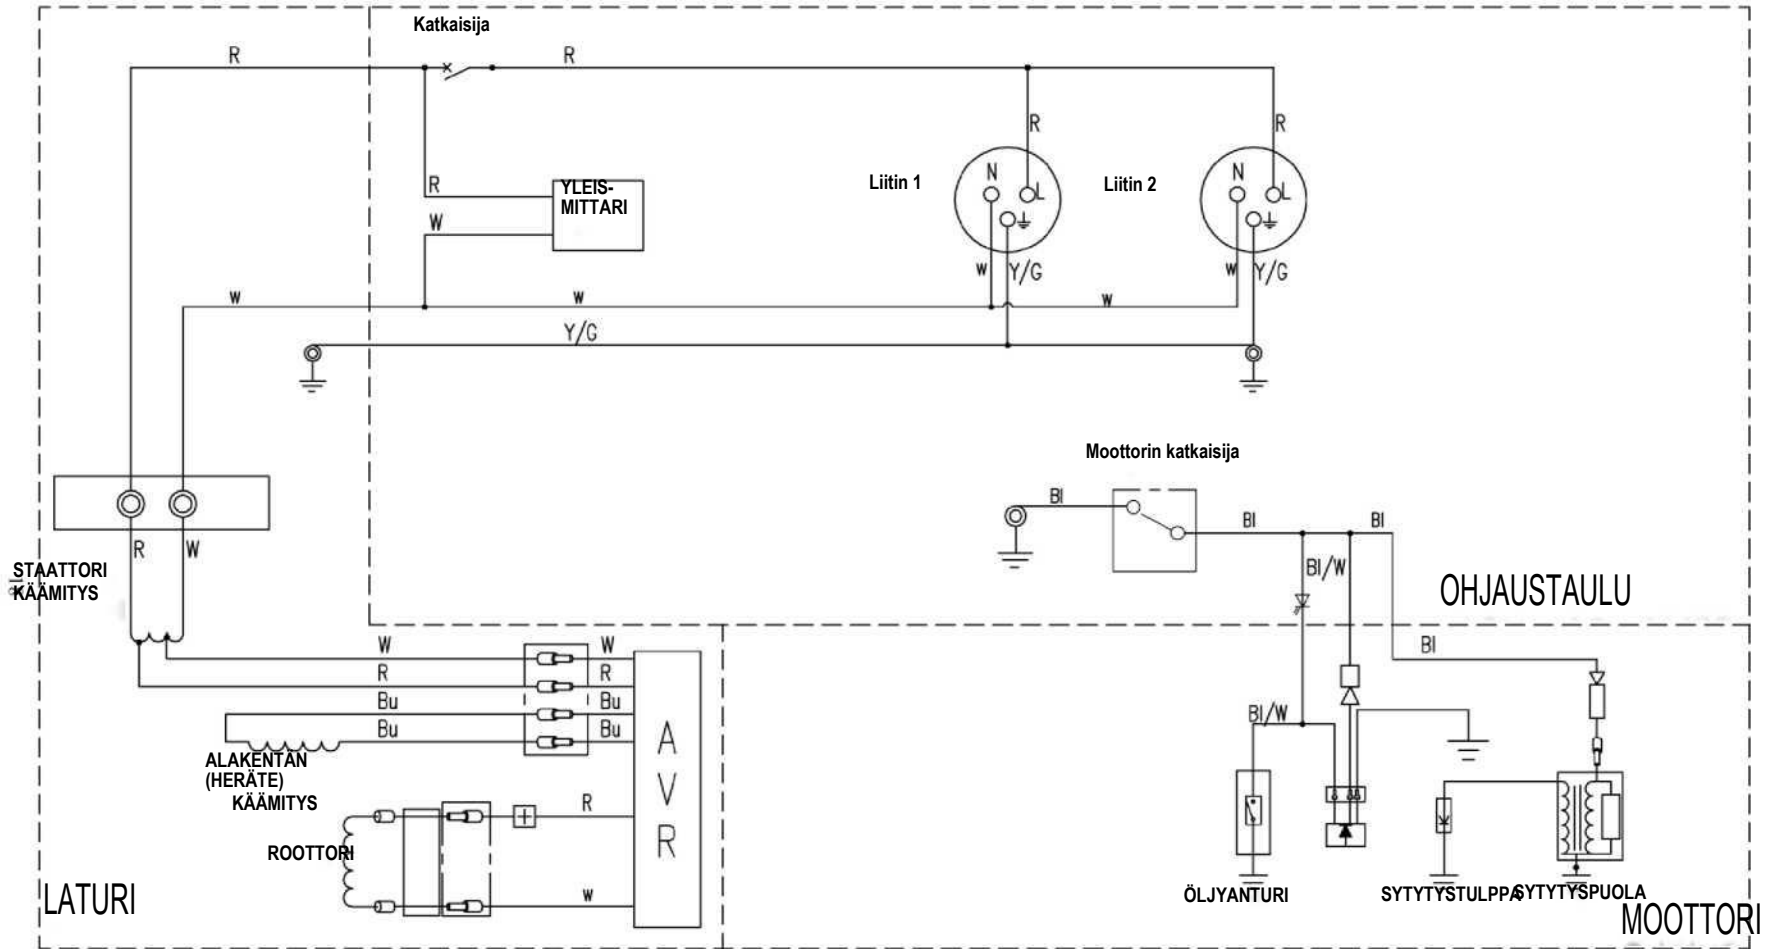 Katkaisija
R
R
R
R
R
YLEIS-
MITTARI
W
Liitin 1
N
L
Liitin 2
N
L
W
Y/G
W
Y/G
W
W
W
Y/G
Moottorin katkaisija
Bl
Bl
Bl
R
W
STAATTORI
KÄÄMITYS
Bl/W
OHJAUSTAULU
W
W
R
R
Bu
Bu
Bu
Bu
Bl
Bl/W
ALAKENTÄN
(HERÄTE)
KÄÄMITYS
A
V
R
R
ROOTTORI
W
LATURI
ÖLJYANTURI
SYTYTYSTULPPA
SYTYTYSPUOLA
MOOTTORI